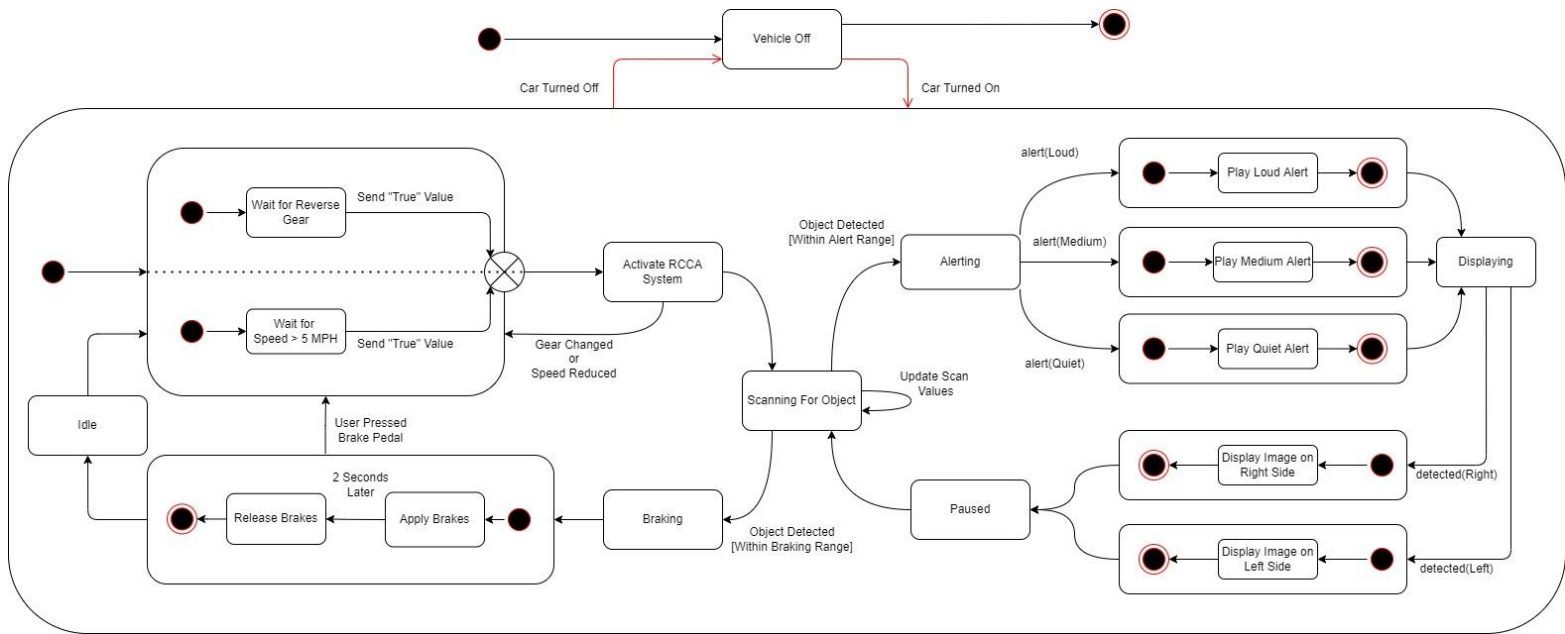 Vehicle Off
Car Turned Off
Car Turned On
Wait for Reverse
Gear
Send "True" Value
Wait for
Speed > 5 MPH
Send "True" Value
Activate RCCA
System
Gear Changed
or
Speed Reduced
Idle
User Pressed
Brake Pedal
2 Seconds
Later
Release Brakes
Apply Brakes
Braking
Scanning For Object
Update Scan
Values
Object Detected
[Within Braking Range]
Object Detected
[Within Alert Range]
Alerting
alert(Loud)
Play Loud Alert
alert(Medium)
Play Medium Alert
alert(Quiet)
Play Quiet Alert
Displaying
Display Image on
Right Side
detected(Right)
Display Image on
Left Side
detected(Left)
Paused